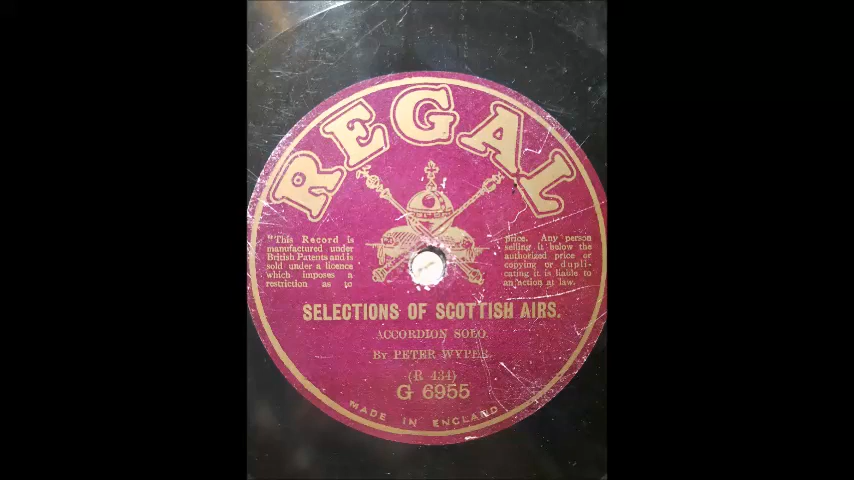 REGAL
"This Record is
manufactured under
British Patents and is
sold under a licence
which imposes a
restriction as to
price. Any person
selling it below the
authorized price or
copying or dupli-
cating it is liable to
an action at law.
SELECTIONS OF SCOTTISH AIRS.
ACCORDION SOLO.
By PETER WYPER.
(R 434)
G 6955
MADE IN ENGLAND